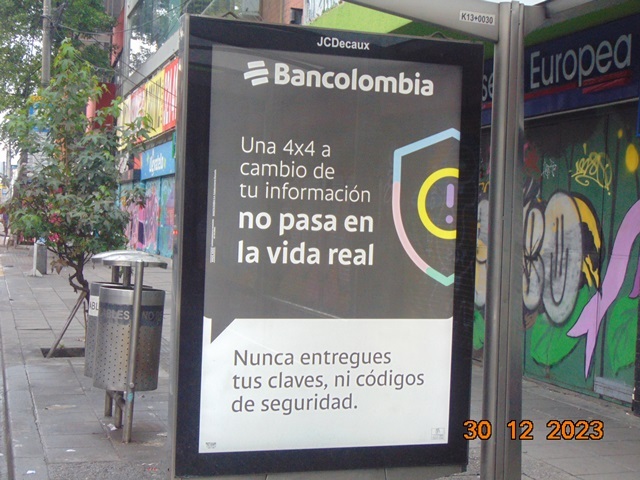 K13+0030
JCDecaux
Bancolombia
Europea
Una 4x4 a
cambio de
tu información
no pasa en
la vida real
Nunca entregues
tus claves, ni códigos
de seguridad.
30 12 2023